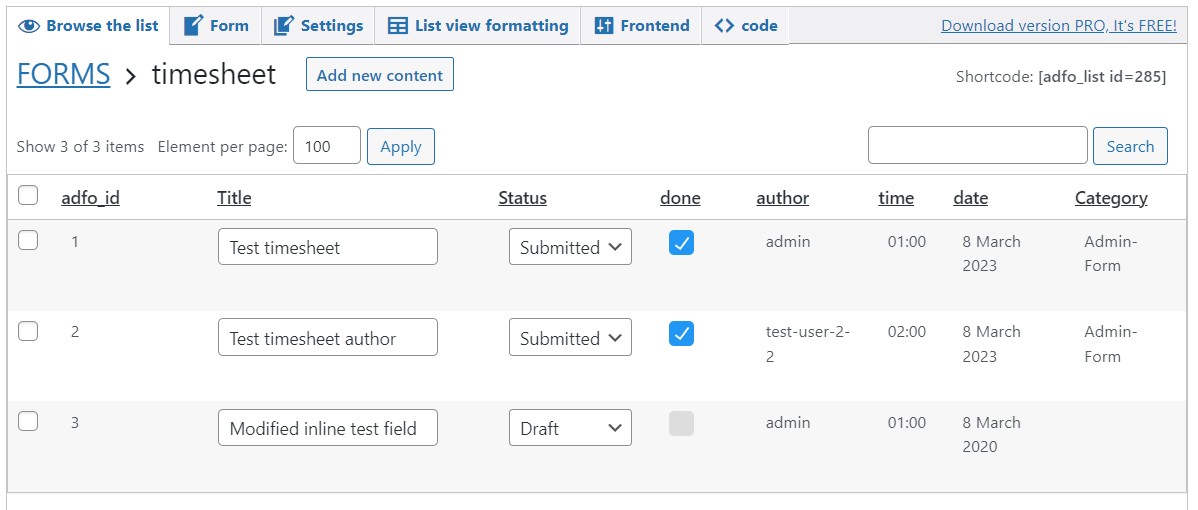 Browse the list Form Settings List view formatting Frontend code Download version PRO, It's FREE!
FORMS > timesheet Add new content Shortcode: [adfo_list id=285]
Show 3 of 3 items Element per page: 100 Apply Search
adfo_id Title Status done author time date Category
1 Test timesheet Submitted admin 01:00 8 March Admin-
2023 Form
2 Test timesheet author Submitted test-user-2- 02:00 8 March Admin-
2 2023 Form
3 Modified inline test field Draft admin 01:00 8 March
2020